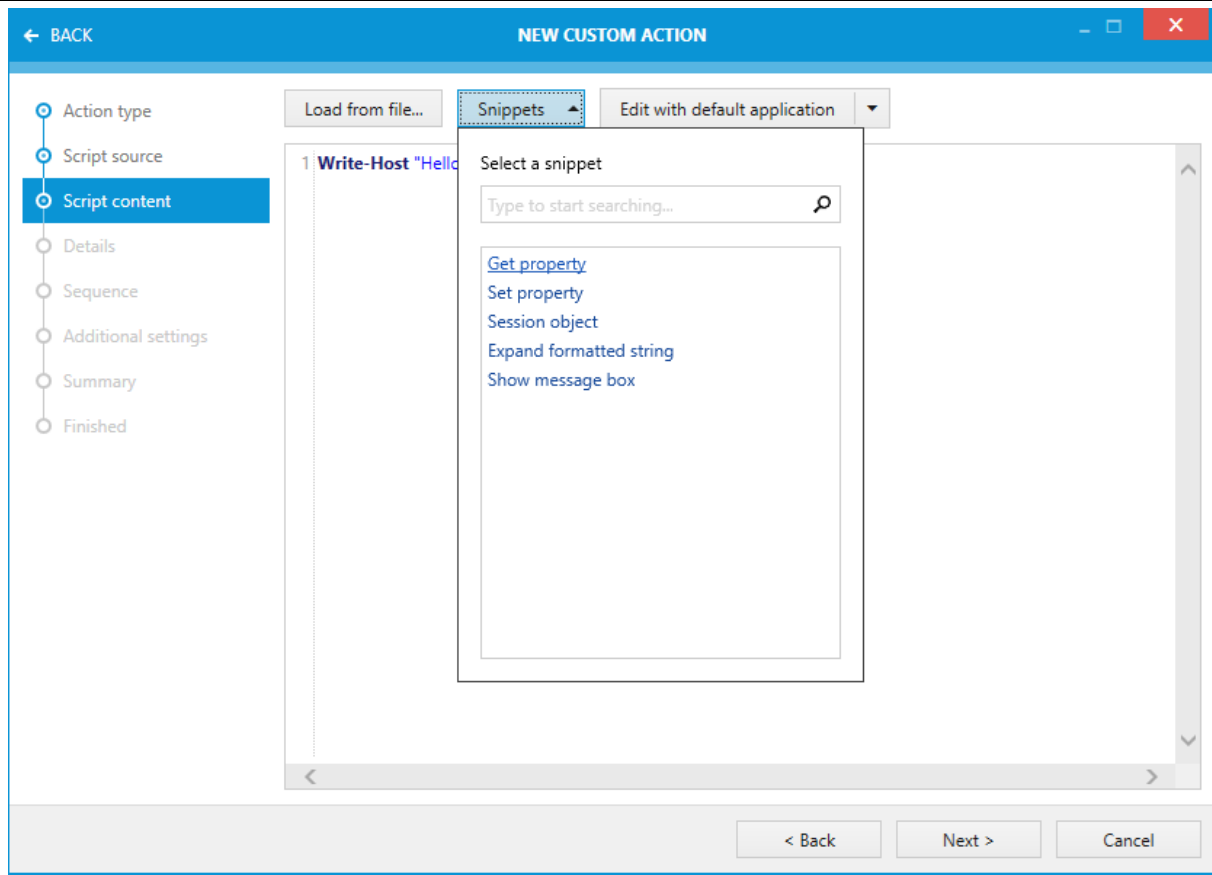 BACK
NEW CUSTOM ACTION
Action type
Script source
Script content
Details
Sequence
Additional settings
Summary
Finished
Load from file... Snippets Edit with default application
1 Write-Host "Hello
Select a snippet
Type to start searching...
Get property
Set property
Session object
Expand formatted string
Show message box
< Back Next > Cancel